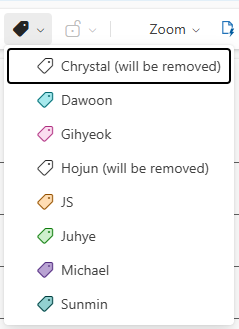 Zoom
Chrystal (will be removed)
Dawoon
Gihyeok
Hojun (will be removed)
JS
Juhye
Michael
Sunmin